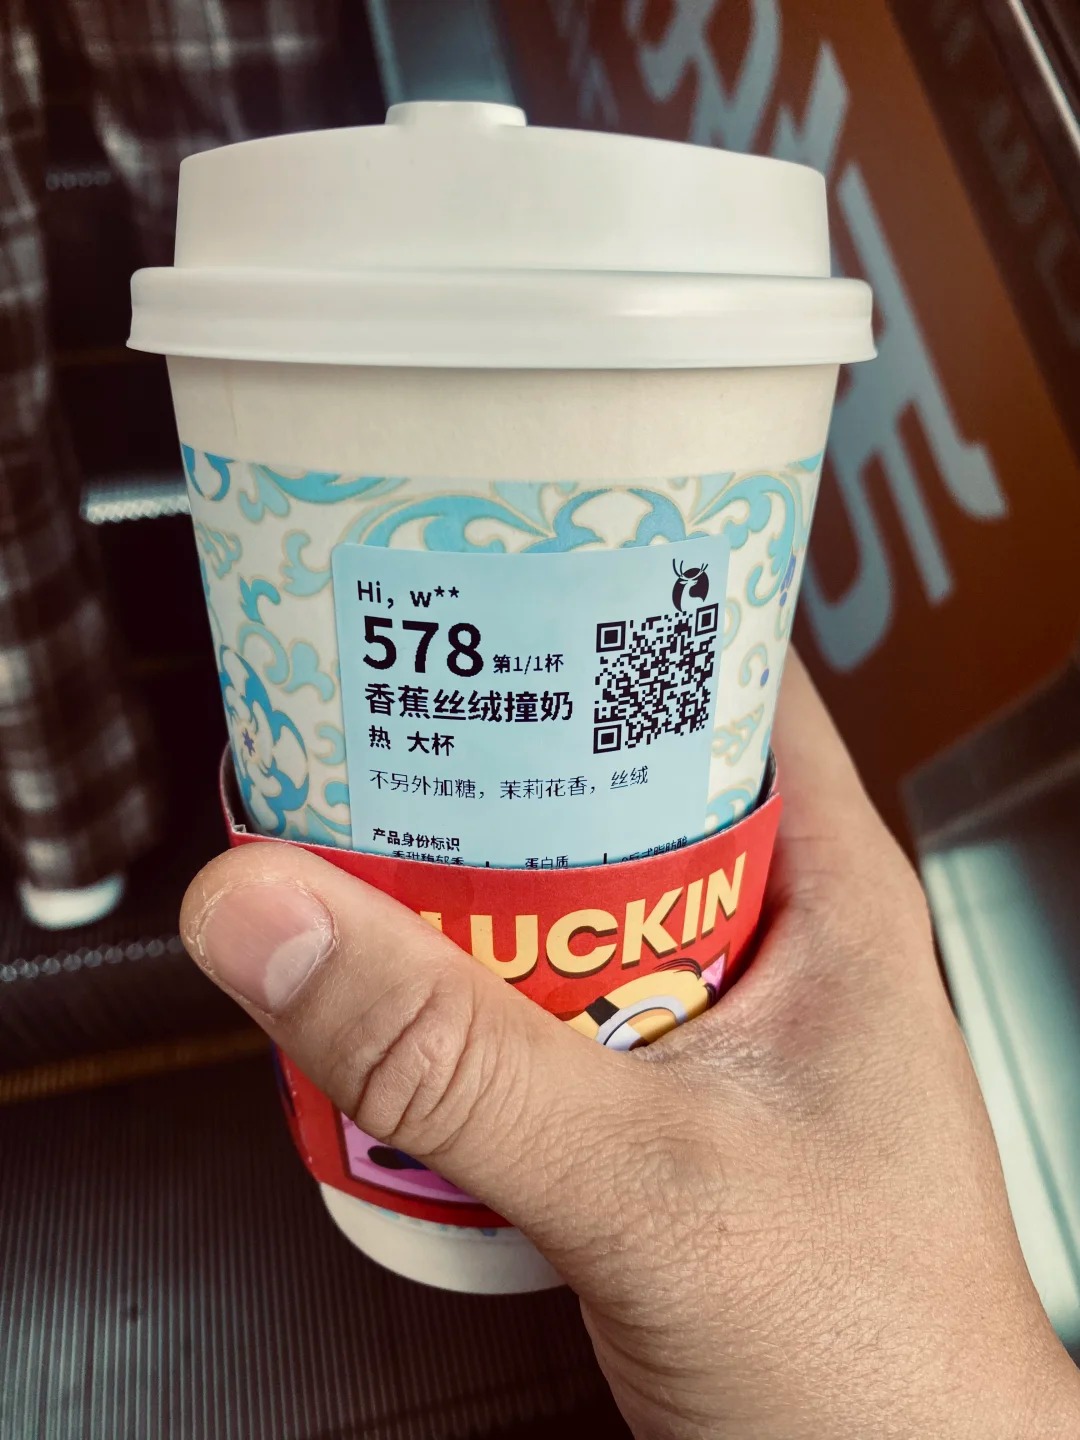 Hi, w**
578 第1/1杯
香蕉丝绒撞奶
热 大杯
不另外加糖，茉莉花香，丝绒
产品身份标识
蛋白质
LUCKIN